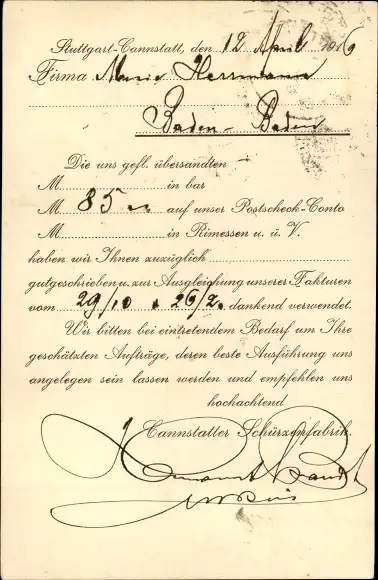 Stuttgart-Cannstatt, den 12 April 1916
Firma Marie Herrmann
Baden-Baden
Die uns gefl. übersandten
M in bar
M 85 auf unser Postscheck-Conto
M in Rimessen u. ü. V.
haben wir Ihnen zuzüglich
gutgeschrieben u. zur Ausgleichung unserer Fakturen
vom 29/10 26/2. dankend verwendet.
Wir bitten bei eintretendem Bedarf um Ihre
geschätzten Aufträge, deren beste Ausführung uns
angelegen sein lassen werden und empfehlen uns
hochachtend
Cannstatter Schürzenfabrik.